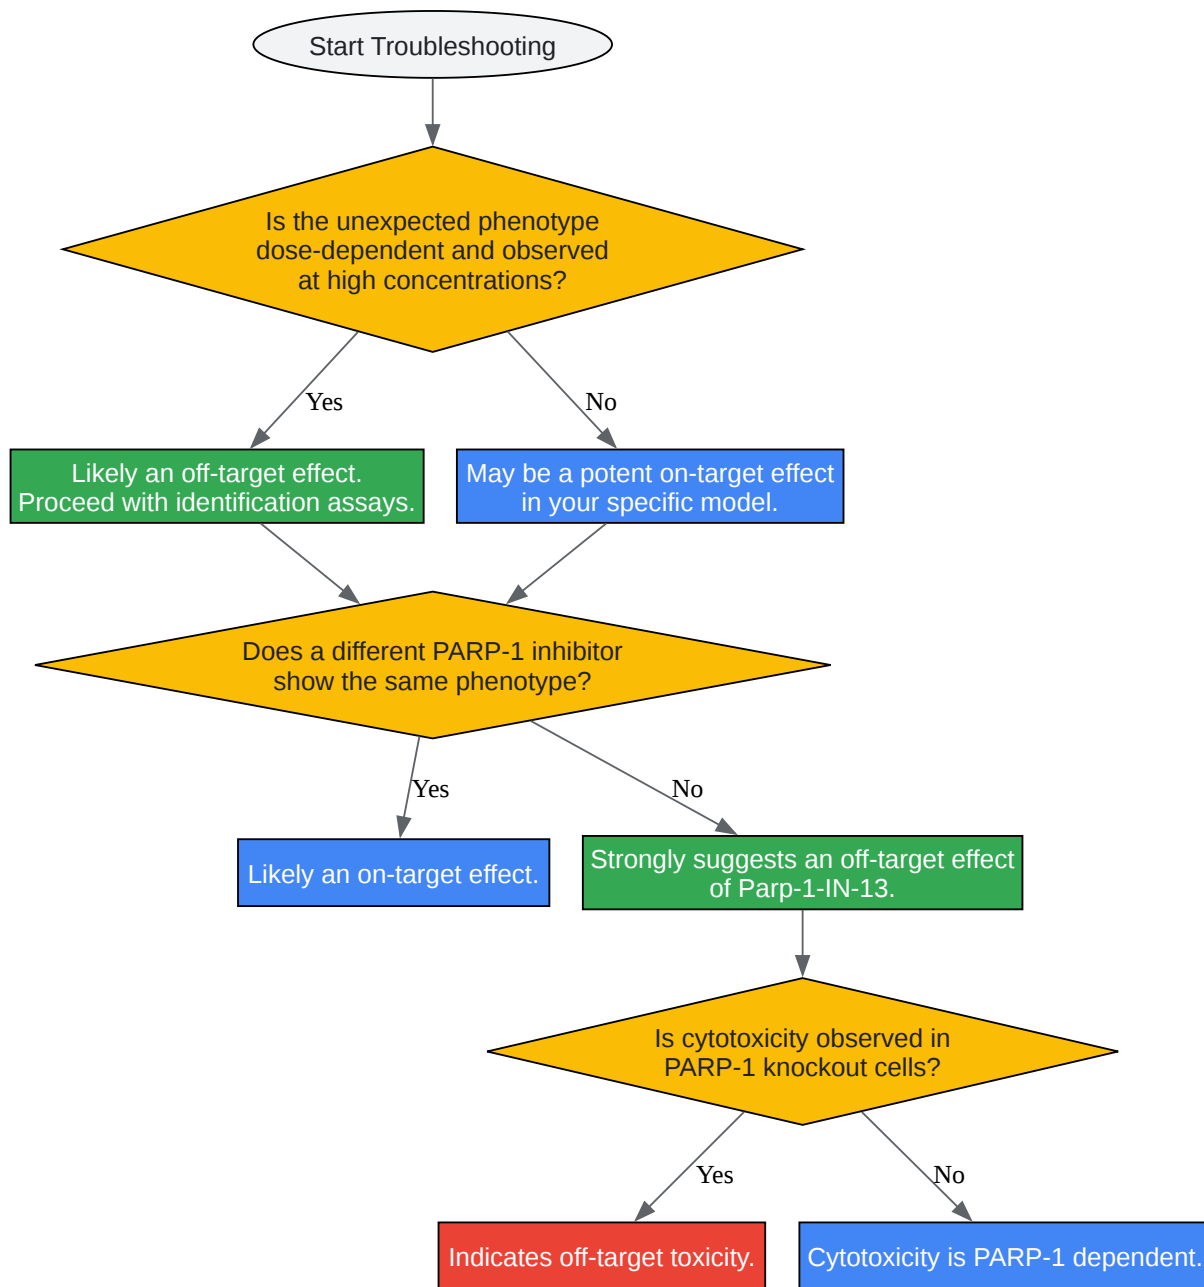 Start Troubleshooting
Is the unexpected phenotype
dose-dependent and observed
at high concentrations?
Yes
No
Likely an off-target effect.
Proceed with identification assays.
May be a potent on-target effect
in your specific model.
Does a different PARP-1 inhibitor
show the same phenotype?
Yes
No
Likely an on-target effect.
Strongly suggests an off-target effect
of Parp-1-IN-13.
Is cytotoxicity observed in
PARP-1 knockout cells?
Yes
No
Indicates off-target toxicity.
Cytotoxicity is PARP-1 dependent.